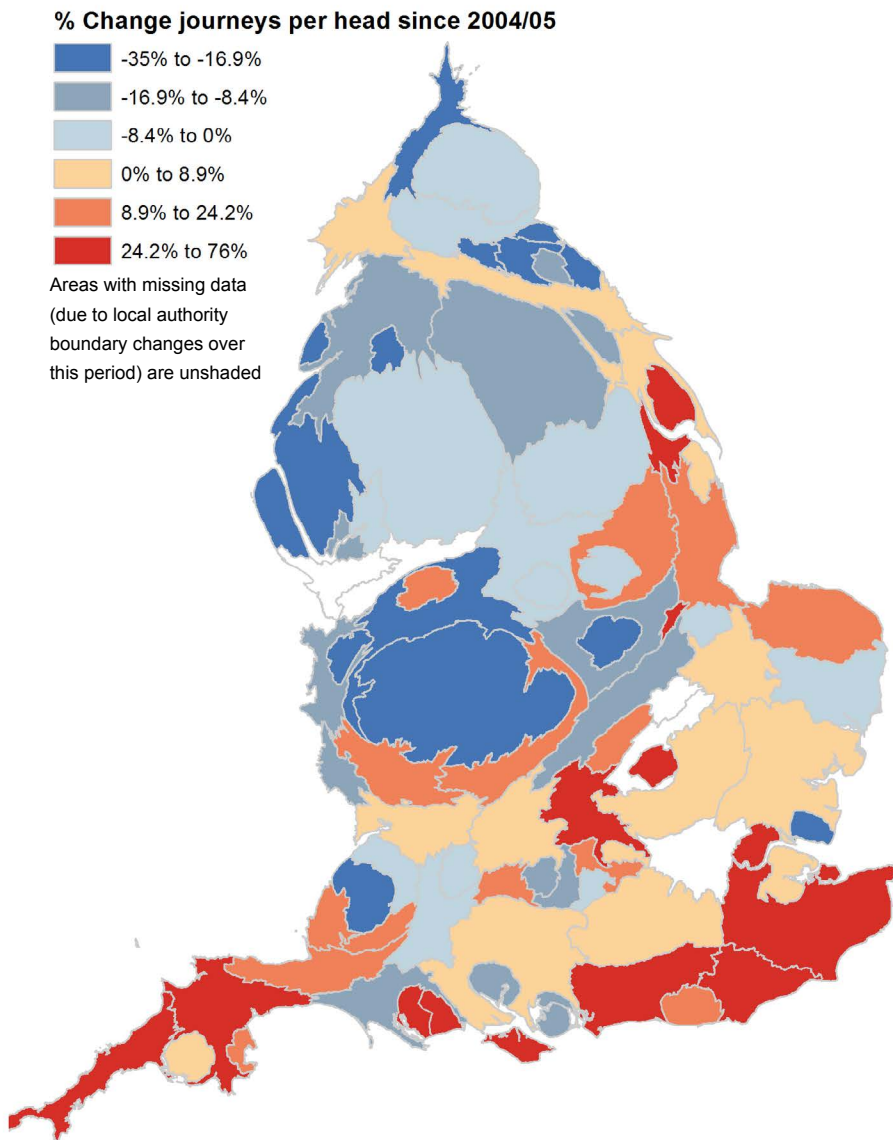 % Change journeys per head since 2004/05
-35% to -16.9%
-16.9% to -8.4%
-8.4% to 0%
0% to 8.9%
8.9% to 24.2%
24.2% to 76%
Areas with missing data
(due to local authority
boundary changes over
this period) are unshaded